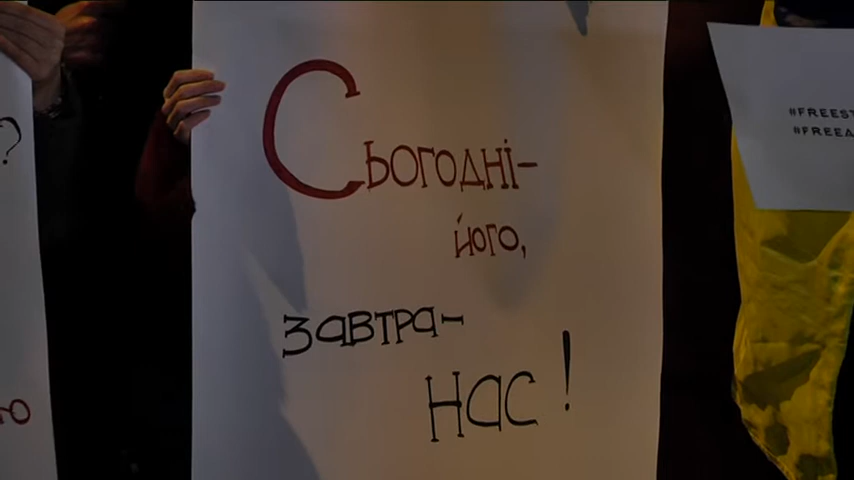 ?
ю
Сьогодні-
його,
завтра-
нас!
#FREEST
#FREEA